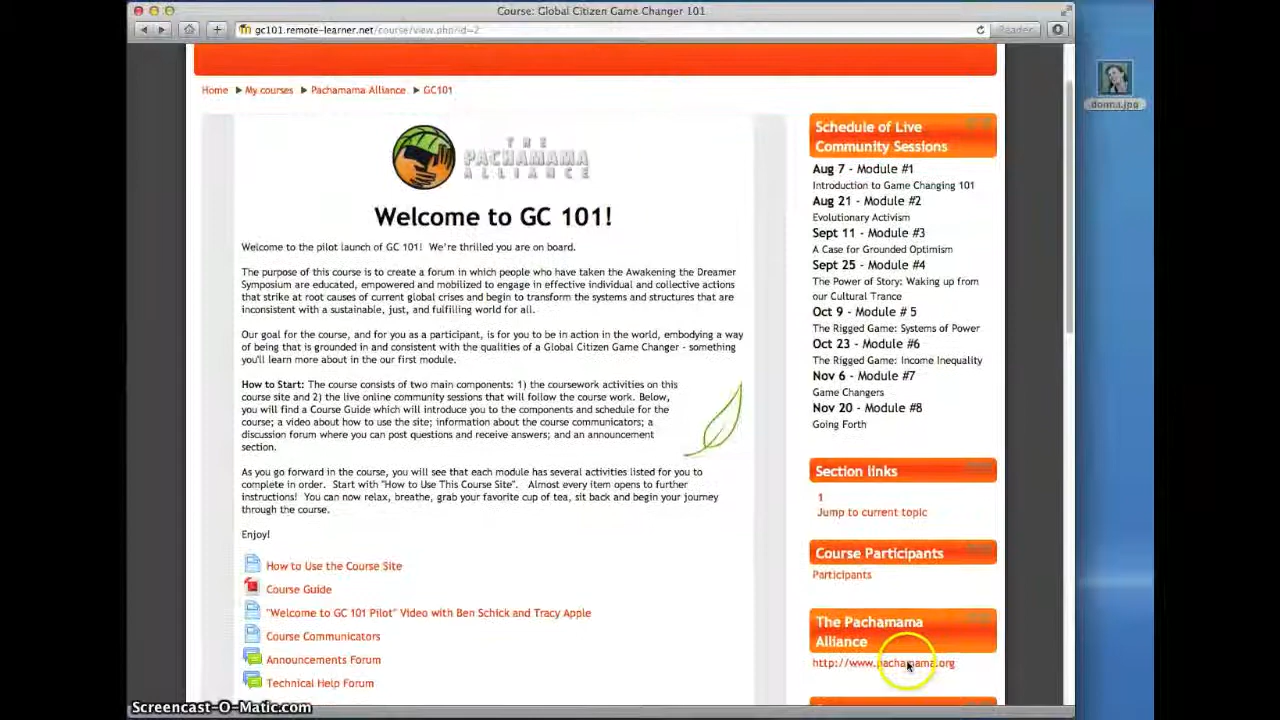 Course: Global Citizen Game Changer 101
gc101.remote-learner.net/course/view.php?id=2
Reader
donna.jpg
Home ▶ My courses ▶ Pachamama Alliance ▶ GC101
THE
PACHAMAMA
ALLIANCE
Welcome to GC 101!
Welcome to the pilot launch of GC 101! We're thrilled you are on board.
The purpose of this course is to create a forum in which people who have taken the Awakening the Dreamer
Symposium are educated, empowered and mobilized to engage in effective individual and collective actions
that strike at root causes of current global crises and begin to transform the systems and structures that are
inconsistent with a sustainable, just, and fulfilling world for all.
Our goal for the course, and for you as a participant, is for you to be in action in the world, embodying a way
of being that is grounded in and consistent with the qualities of a Global Citizen Game Changer - something
you'll learn more about in the our first module.
How to Start: The course consists of two main components: 1) the coursework activities on this
course site and 2) the live online community sessions that will follow the course work. Below,
you will find a Course Guide which will introduce you to the components and schedule for the
course; a video about how to use the site; information about the course communicators; a
discussion forum where you can post questions and receive answers; and an announcement
section.
As you go forward in the course, you will see that each module has several activities listed for you to
complete in order. Start with "How to Use This Course Site". Almost every item opens to further
instructions! You can now relax, breathe, grab your favorite cup of tea, sit back and begin your journey
through the course.
Enjoy!
How to Use the Course Site
Course Guide
"Welcome to GC 101 Pilot" Video with Ben Schick and Tracy Apple
Course Communicators
Announcements Forum
Technical Help Forum
Schedule of Live
Community Sessions
Aug 7 - Module #1
Introduction to Game Changing 101
Aug 21 - Module #2
Evolutionary Activism
Sept 11 - Module #3
A Case for Grounded Optimism
Sept 25 - Module #4
The Power of Story: Waking up from
our Cultural Trance
Oct 9 - Module # 5
The Rigged Game: Systems of Power
Oct 23 - Module #6
The Rigged Game: Income Inequality
Nov 6 - Module #7
Game Changers
Nov 20 - Module #8
Going Forth
Section links
1
Jump to current topic
Course Participants
Participants
The Pachamama
Alliance
http://www.pachamama.org
Screencast-O-Matic.com